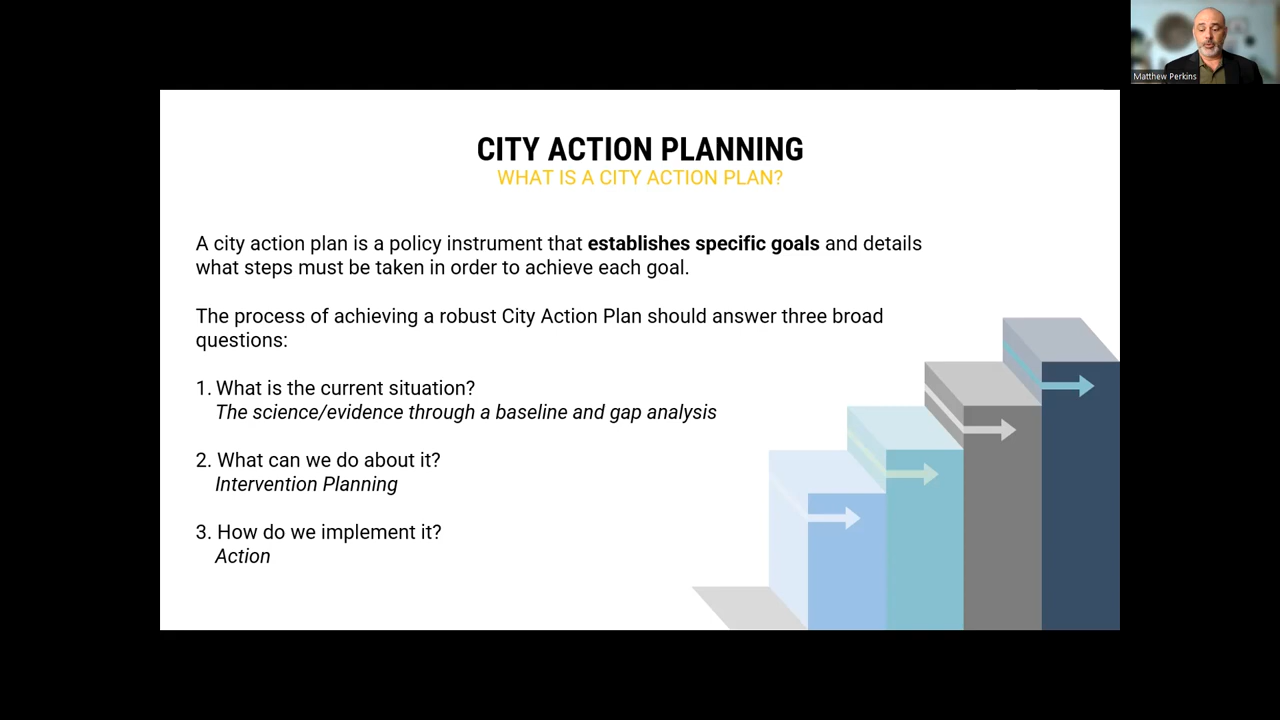 Matthew Perkins
CITY ACTION PLANNING
WHAT IS A CITY ACTION PLAN?
A city action plan is a policy instrument that establishes specific goals and details
what steps must be taken in order to achieve each goal.
The process of achieving a robust City Action Plan should answer three broad
questions:
1. What is the current situation?
The science/evidence through a baseline and gap analysis
2. What can we do about it?
Intervention Planning
3. How do we implement it?
Action